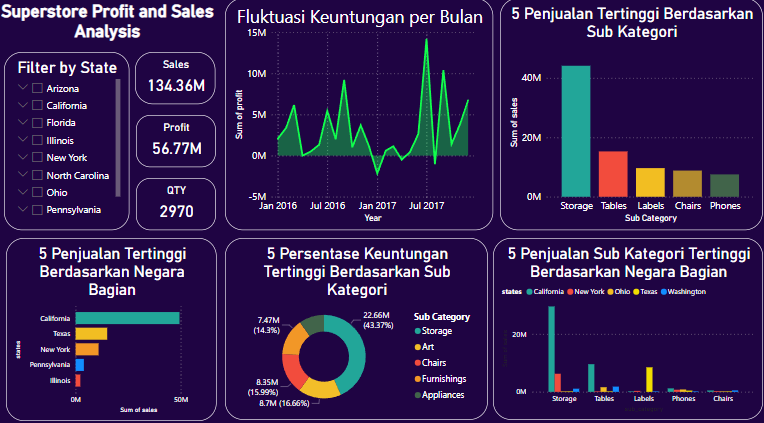 Superstore Profit and Sales
Analysis
Filter by State
Arizona
California
Florida
Illinois
New York
North Carolina
Ohio
Pennsylvania
Sales
134.36M
Profit
56.77M
QTY
2970
Fluktuasi Keuntungan per Bulan
Sum of profit
15M
10M
5M
0M
-5M
Jan 2016
Jul 2016
Jan 2017
Jul 2017
Year
5 Penjualan Tertinggi Berdasarkan
Sub Kategori
Sum of sales
40M
20M
0M
Storage
Tables
Labels
Chairs
Phones
Sub Category
5 Penjualan Tertinggi
Berdasarkan Negara
Bagian
states
California
Texas
New York
Pennsylvania
Illinois
0M
50M
Sum of sales
5 Persentase Keuntungan
Tertinggi Berdasarkan Sub
Kategori
22.66M
(43.37%)
8.7M (16.66%)
8.35M
(15.99%)
7.47M
(14.3%)
Sub Category
Storage
Art
Chairs
Furnishings
Appliances
5 Penjualan Sub Kategori Tertinggi
Berdasarkan Negara Bagian
states
California
New York
Ohio
Texas
Washington
20M
0M
Storage
Tables
Labels
Phones
Chairs